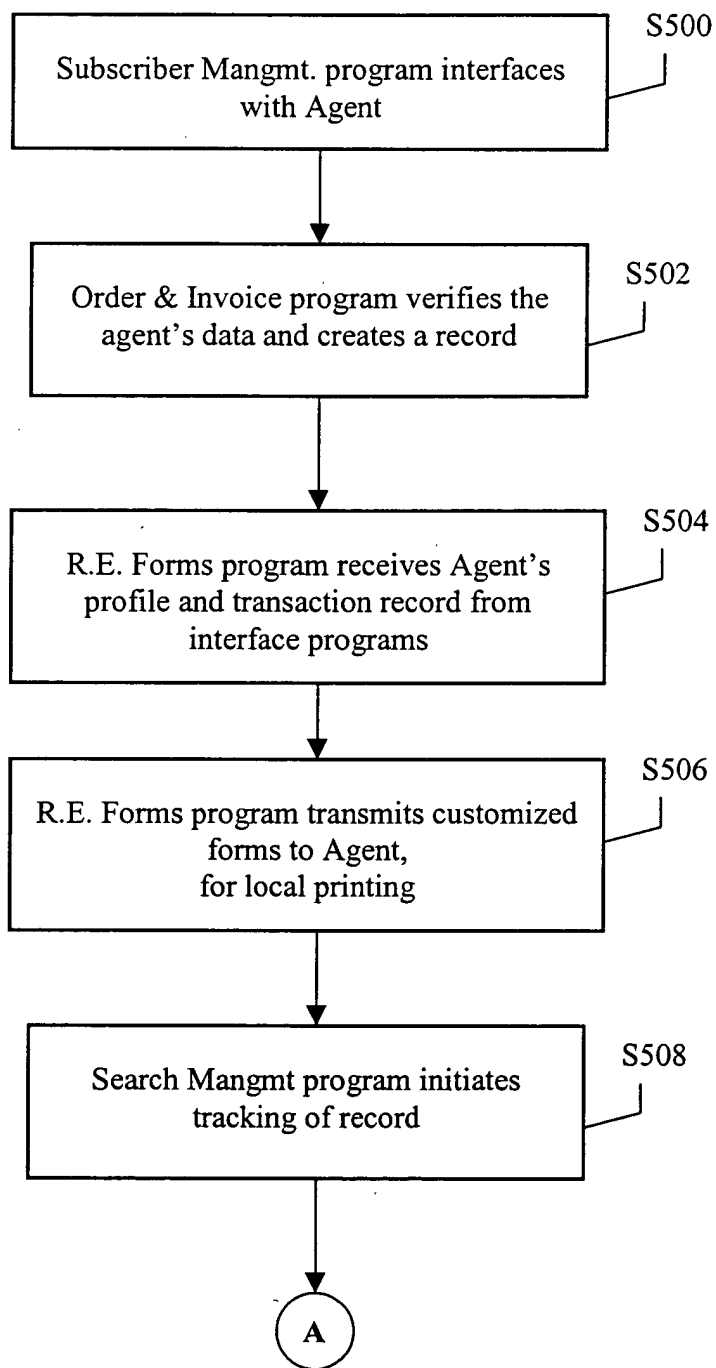 S500
Subscriber Mangmt. program interfaces
with Agent
S502
Order & Invoice program verifies the
agent's data and creates a record
S504
R.E. Forms program receives Agent's
profile and transaction record from
interface programs
S506
R.E. Forms program transmits customized
forms to Agent,
for local printing
S508
Search Mangmt program initiates
tracking of record
A